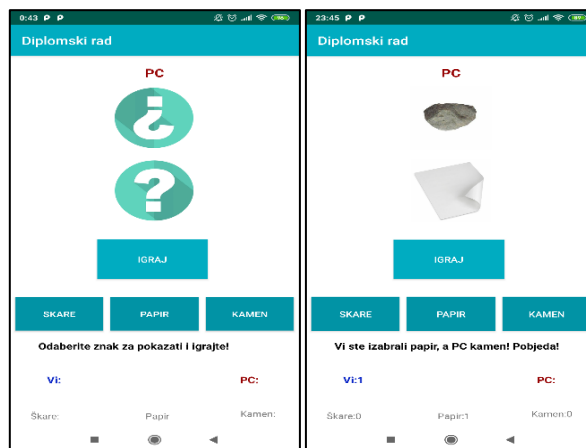 0:43
Diplomski rad
PC
?
?
IGRAJ
SKARE PAPIR KAMEN
Odaberite znak za pokazati i igrajte!
Vi: PC:
Škare: Papir Kamen:
23:45
Diplomski rad
PC
IGRAJ
SKARE PAPIR KAMEN
Vi ste izabrali papir, a PC kamen! Pobjeda!
Vi:1 PC:
Škare:0 Papir:1 Kamen:0